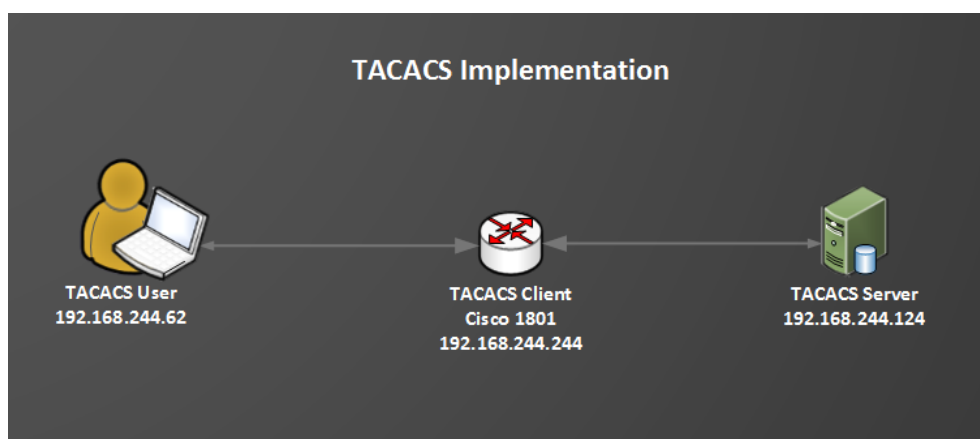 TACACS Implementation
TACACS User
192.168.244.62
TACACS Client
Cisco 1801
192.168.244.244
TACACS Server
192.168.244.124